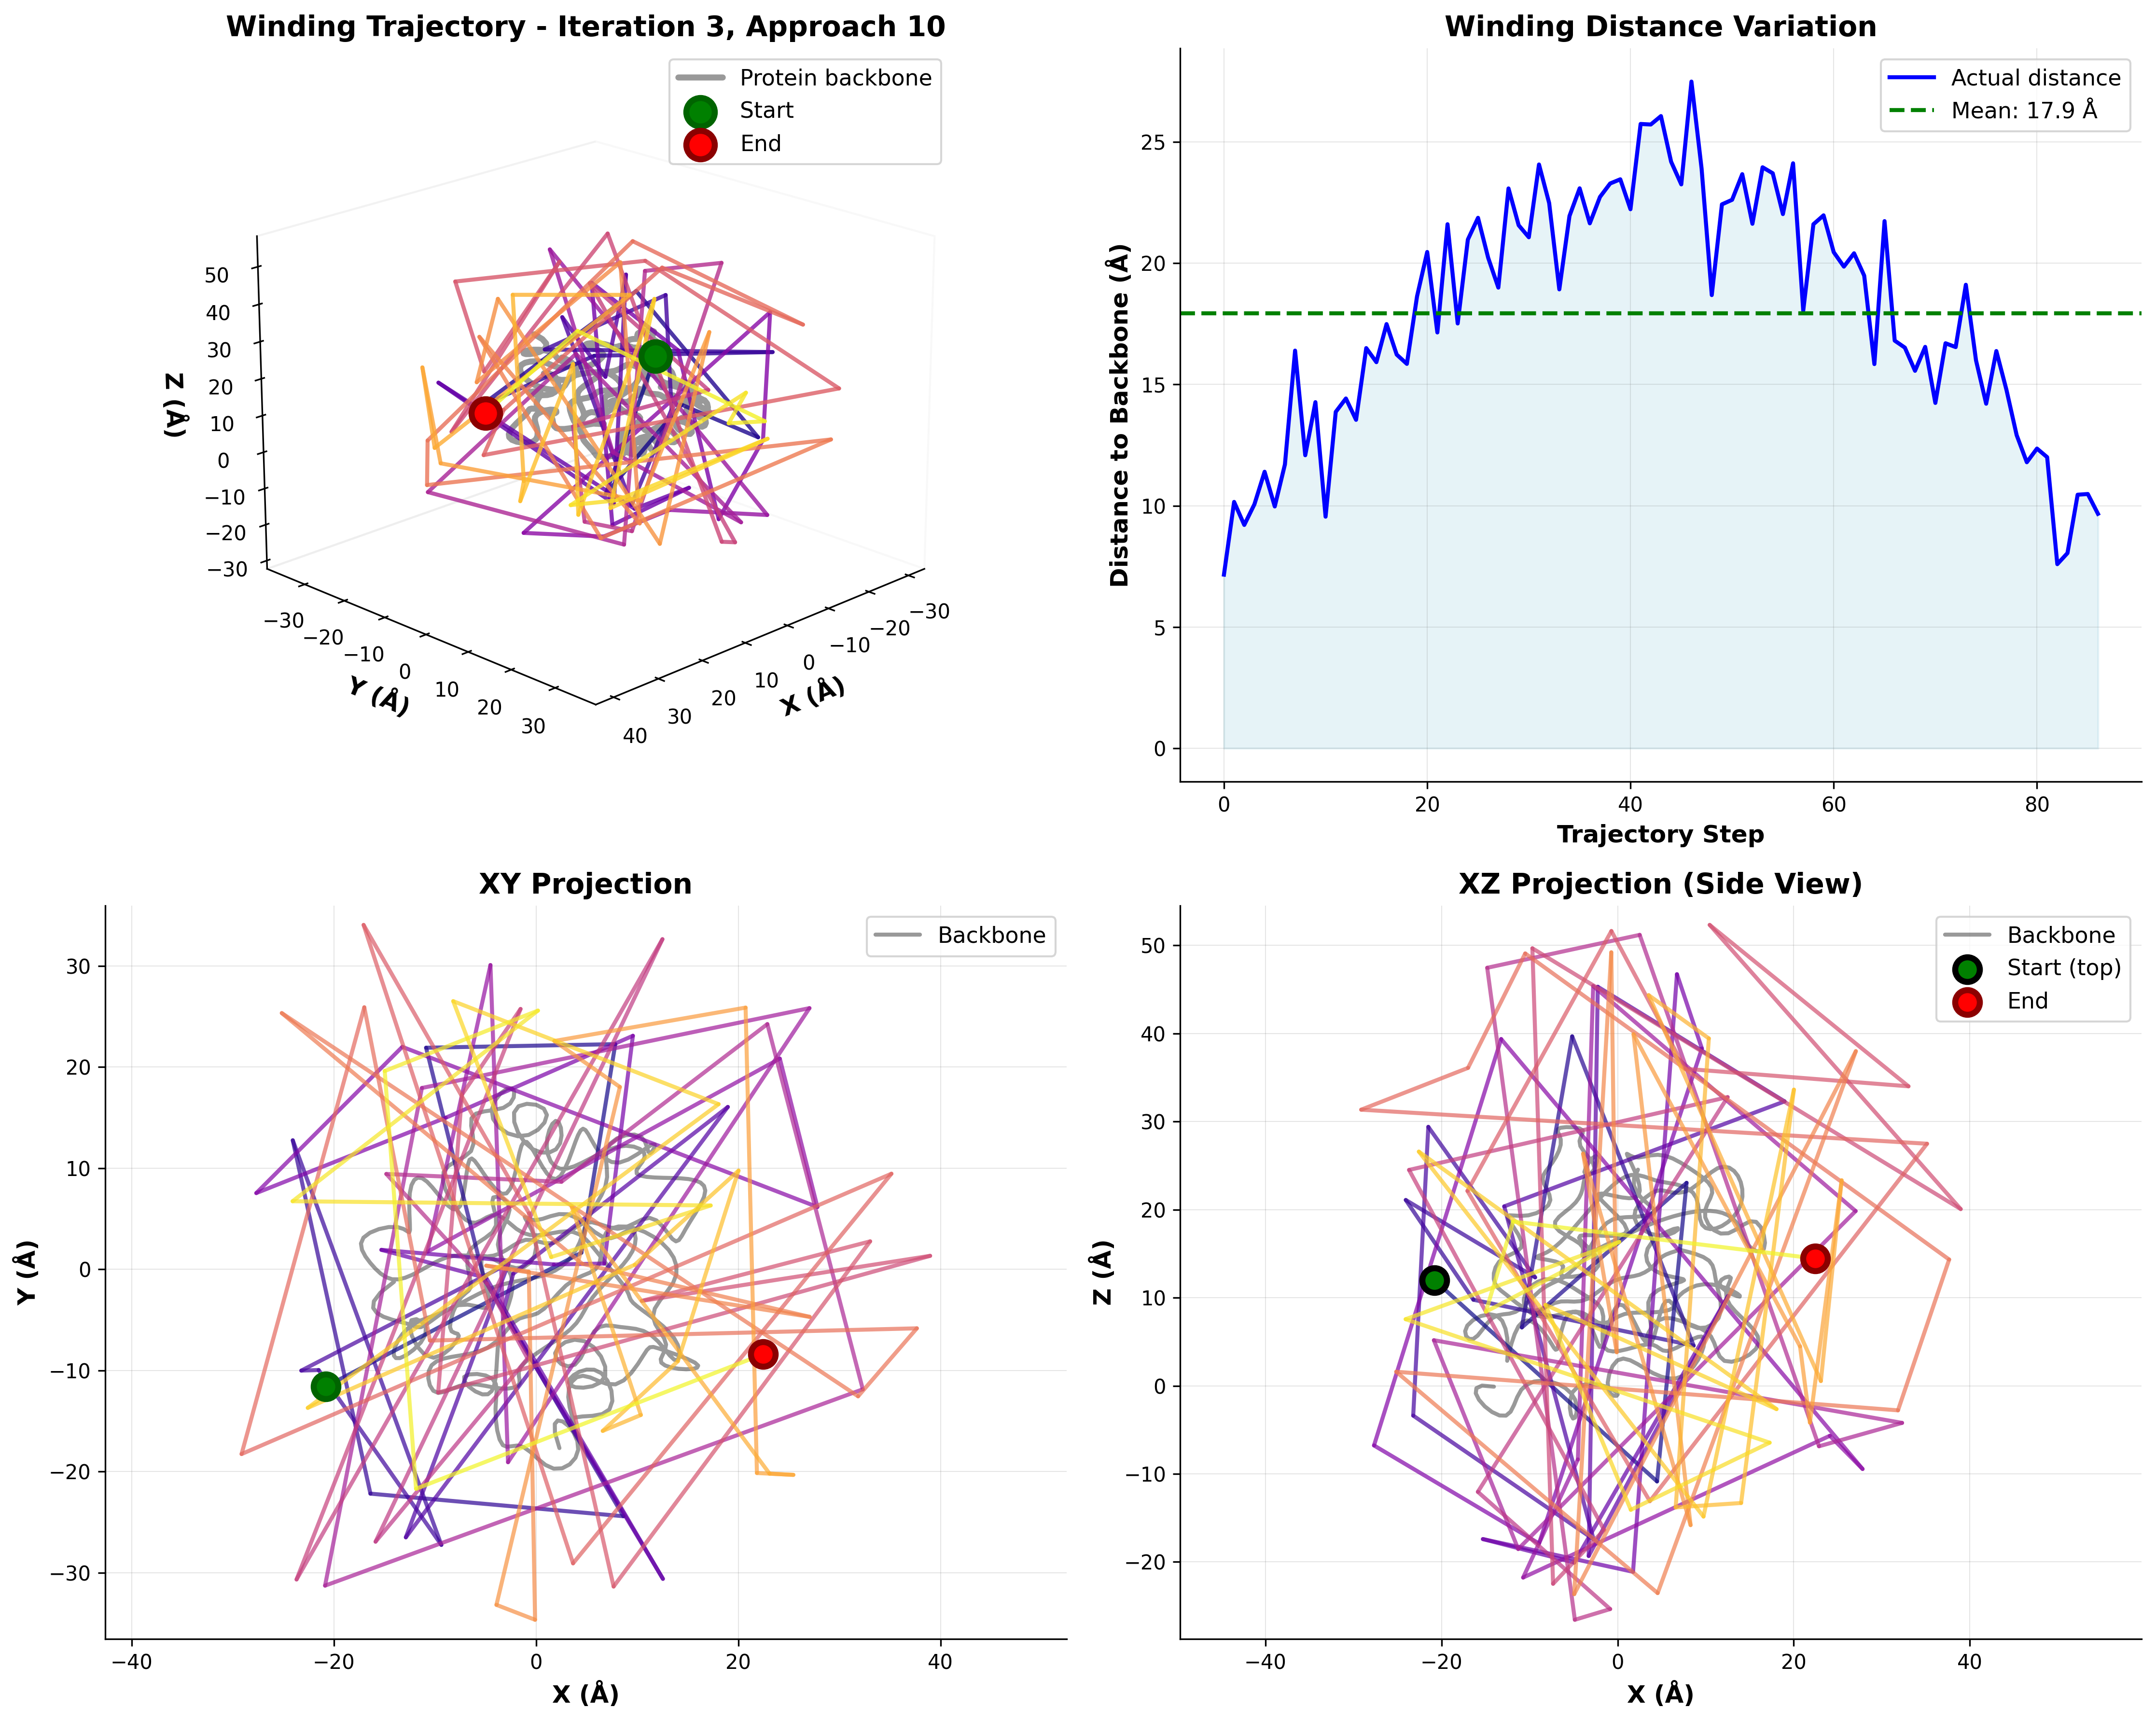 Winding Trajectory - Iteration 3, Approach 10
Protein backbone
Start
End
50
40
30
20
10
0
−10
−20
−30
Z (Å)
−30
−20
−10
0
10
20
30
Y (Å)
40
30
20
10
0
−10
−20
−30
X (Å)
Winding Distance Variation
Actual distance
Mean: 17.9 Å
25
20
15
10
5
0
Distance to Backbone (Å)
0
20
40
60
80
Trajectory Step
XY Projection
Backbone
30
20
10
0
−10
−20
−30
Y (Å)
−40
−20
0
20
40
X (Å)
XZ Projection (Side View)
Backbone
Start (top)
End
50
40
30
20
10
0
−10
−20
Z (Å)
−40
−20
0
20
40
X (Å)